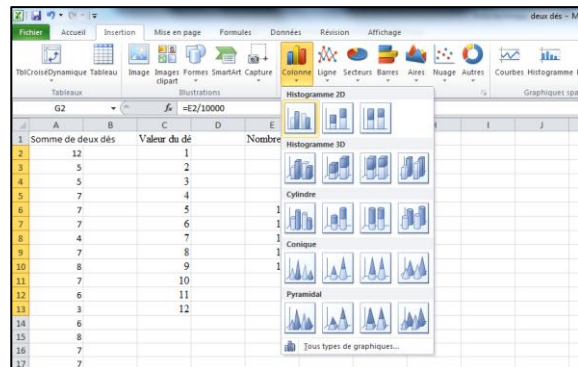 deux dés - M
Fichier Accueil Insertion Mise en page Formules Données Révision Affichage
TblCroiséDynamique Tableau Image Images clipart Formes SmartArt Capture Colonne Ligne Secteurs Barres Aires Nuage Autres Courbes Histogramme
Tableaux Illustrations Graphiques spa
G2 fx =E2/10000
A B C D E H I J
1 Somme de deux dés Valeur du dé Nombre
2 12 1
3 5 2
4 5 3
5 7 4
6 7 5 1
7 7 6 1
8 4 7 1
9 7 8 1
10 8 9 1
11 7 10
12 6 11
13 3 12
14 6
15 8
16 7
17 7
Histogramme 2D
Histogramme 3D
Cylindre
Conique
Pyramidal
Tous types de graphiques...